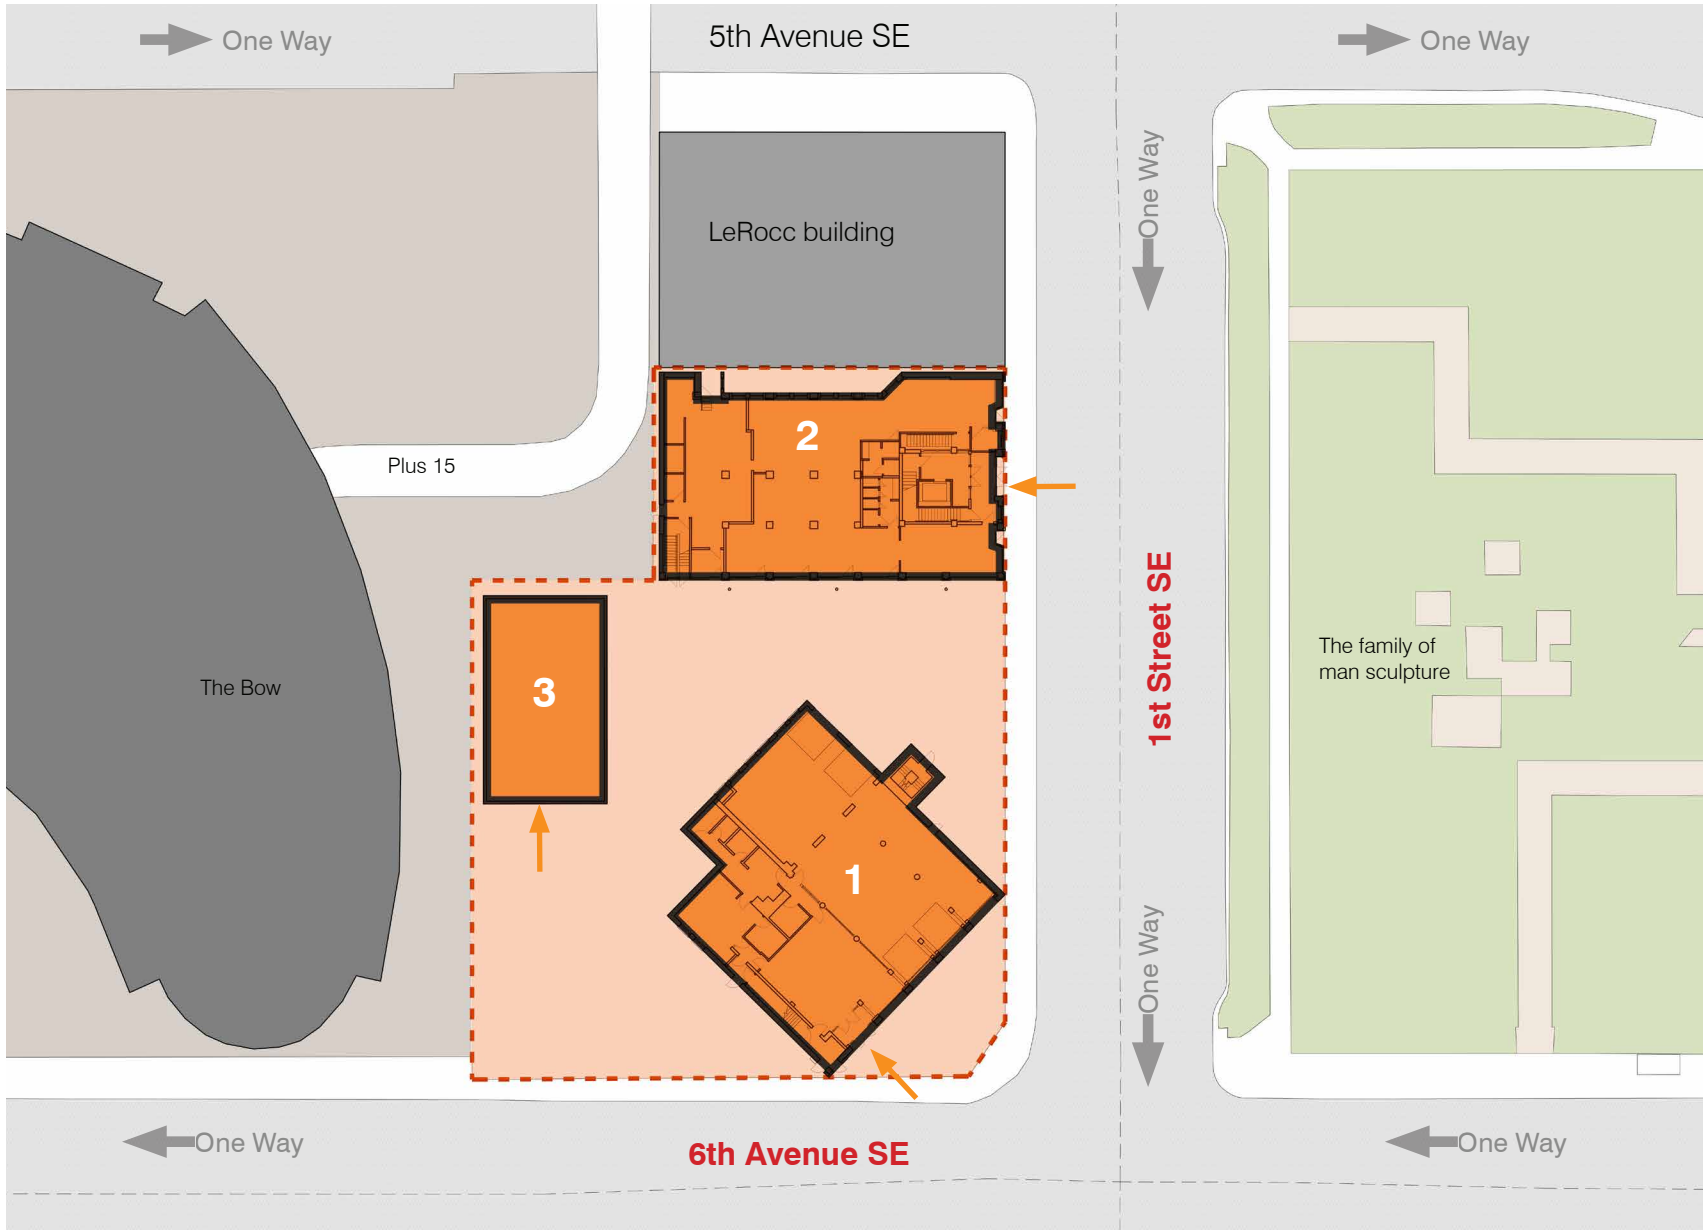 5th Avenue SE
One Way
One Way
One Way
LeRocc building
2
Plus 15
1st Street SE
The family of
man sculpture
The Bow
3
1
One Way
One Way
6th Avenue SE
One Way